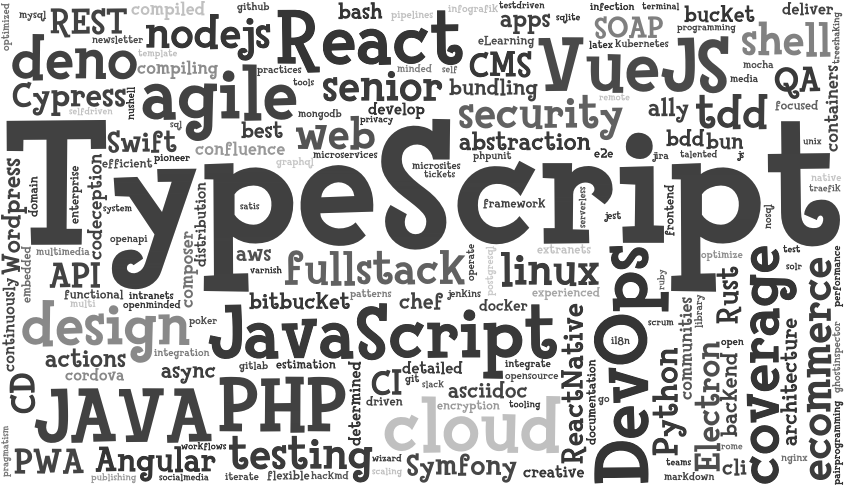 optimized
mysql
REST
newsletter
compiled
github
nodejs
React
bash
pipelines
infografik
testdriven
apps
sqlite
infection
terminal
bucket
deliver
treeshaking
deno
template
compiling
practices
tools
minded
self
eLearning
CMS
latex
kubernetes
SOAP
programming
VueJS
shell
mocha
media
QA
containers
Cypress
nushell
selfdriven
agile
senior
bundling
develop
mongodb
privacy
remote
security
ally
tdd
focused
sql
Swift
best
web
confluence
microservices
abstraction
bdd
bun
unix
efficient
pioneer
graphql
microsites
tickets
phpunit
e2e
jira
talented
js
native
traefik
Wordpress
domain
enterprise
codeception
system
TypeScript
distribution
satis
framework
serverless
jest
frontend
nosql
openapi
multimedia
embedded
API
composer
aws
varnish
fullstack
operate
postgresql
extranets
linux
experienced
optimize
ruby
test
solr
performance
continuously
functional
intranets
multi
openminded
bitbucket
patterns
chef
jenkins
docker
DevOps
il8n
scrum
communities
library
Rust
coverage
ecommerce
design
poker
JavaScript
integration
actions
cordova
async
gitlab
estimation
detailed
integrate
opensource
ReactNative
documentation
go
open
architecture
ghostinspector
CD
JAVA
PHP
determined
CI
git
slack
driven
asciidoc
encryption
tooling
cloud
Python
Electron
backend
rome
nginx
pairprogramming
pragmatism
PWA
Angular
workflows
testing
wizard
scaling
Symfony
creative
teams
cli
markdown
publishing
socialmedia
iterate
flexible
hackmd